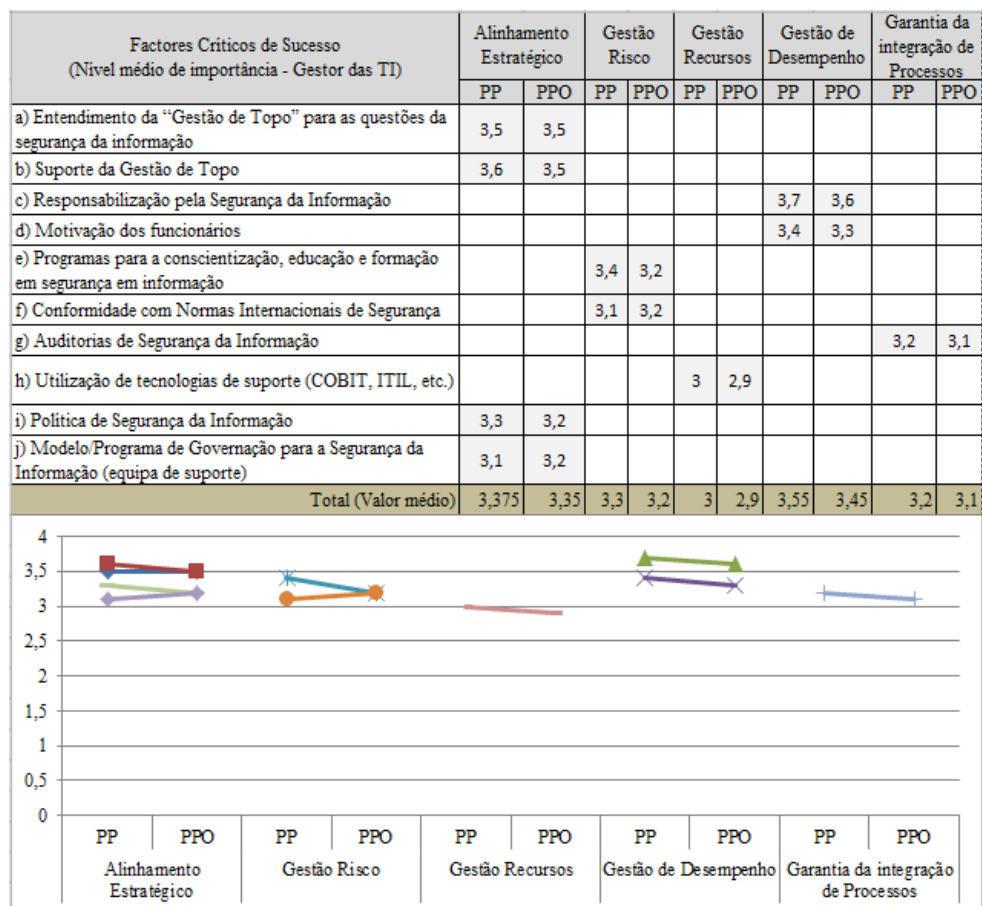 Factores Criticos de Sucesso
(Nivel médio de importância - Gestor das TI)
Alinhamento
Estratégico
Gestão
Risco
Gestão
Recursos
Gestão de
Desempenho
Garantia da
integração de
Processos
PP PPO PP PPO PP PPO PP PPO PP PPO
a) Entendimento da “Gestão de Topo” para as questões da
segurança da informação
3,5 3,5
b) Suporte da Gestão de Topo 3,6 3,5
c) Responsabilização pela Segurança da Informação 3,7 3,6
d) Motivação dos funcionários 3,4 3,3
e) Programas para a conscientização, educação e formação
em segurança em informação
3,4 3,2
f) Conformidade com Normas Internacionais de Segurança 3,1 3,2
g) Auditorias de Segurança da Informação 3,2 3,1
h) Utilização de tecnologias de suporte (COBIT, ITIL, etc.) 3 2,9
i) Politica de Segurança da Informação 3,3 3,2
j) Modelo/Programa de Governação para a Segurança da
Informação (equipa de suporte)
3,1 3,2
Total (Valor médio) 3,375 3,35 3,3 3,2 3 2,9 3,55 3,45 3,2 3,1
4
3,5
3
2,5
2
1,5
1
0,5
0
PP PPO PP PPO PP PPO PP PPO PP PPO
Alinhamento
Estratégico
Gestão Risco
Gestão Recursos
Gestão de Desempenho
Garantia da integração
de Processos